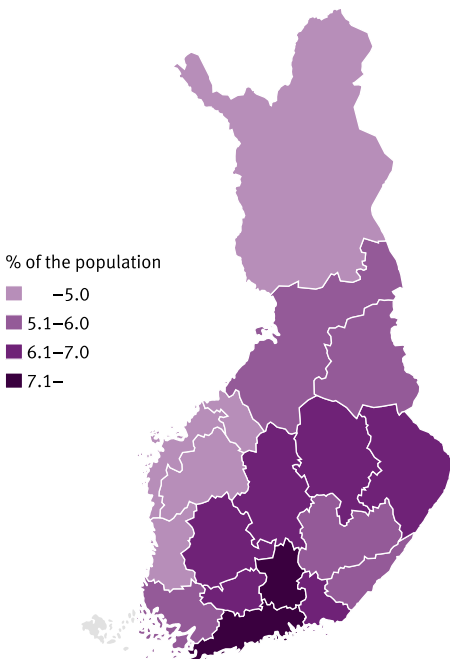 % of the population
–5.0
5.1–6.0
6.1–7.0
7.1–